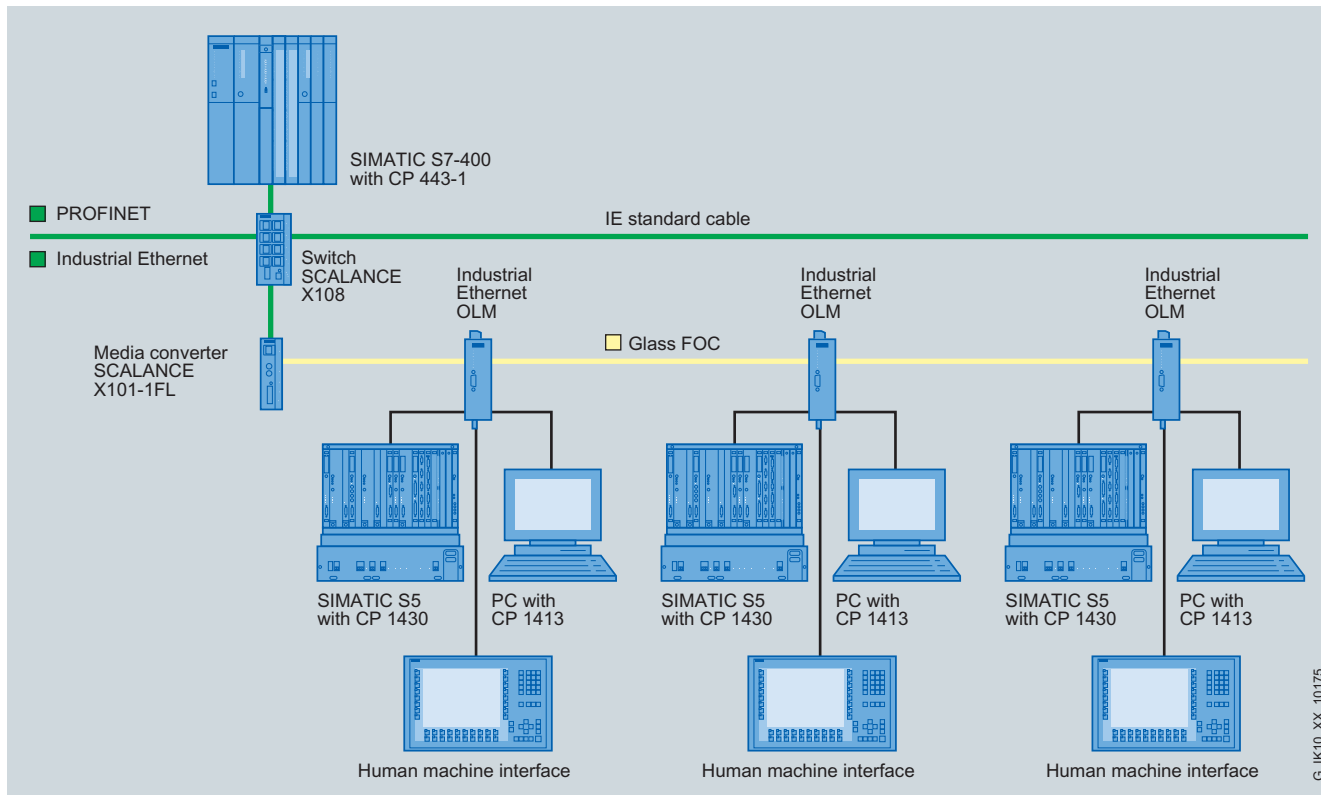 SIMATIC S7-400
with CP 443-1
PROFINET
IE standard cable
Industrial Ethernet
Switch
SCALANCE
X108
Industrial
Ethernet
OLM
Industrial
Ethernet
OLM
Industrial
Ethernet
OLM
Media converter
SCALANCE
X101-1FL
Glass FOC
SIMATIC S5
with CP 1430
PC with
CP 1413
SIMATIC S5
with CP 1430
PC with
CP 1413
SIMATIC S5
with CP 1430
PC with
CP 1413
Human machine interface
Human machine interface
Human machine interface
G_IK10_XX_10175